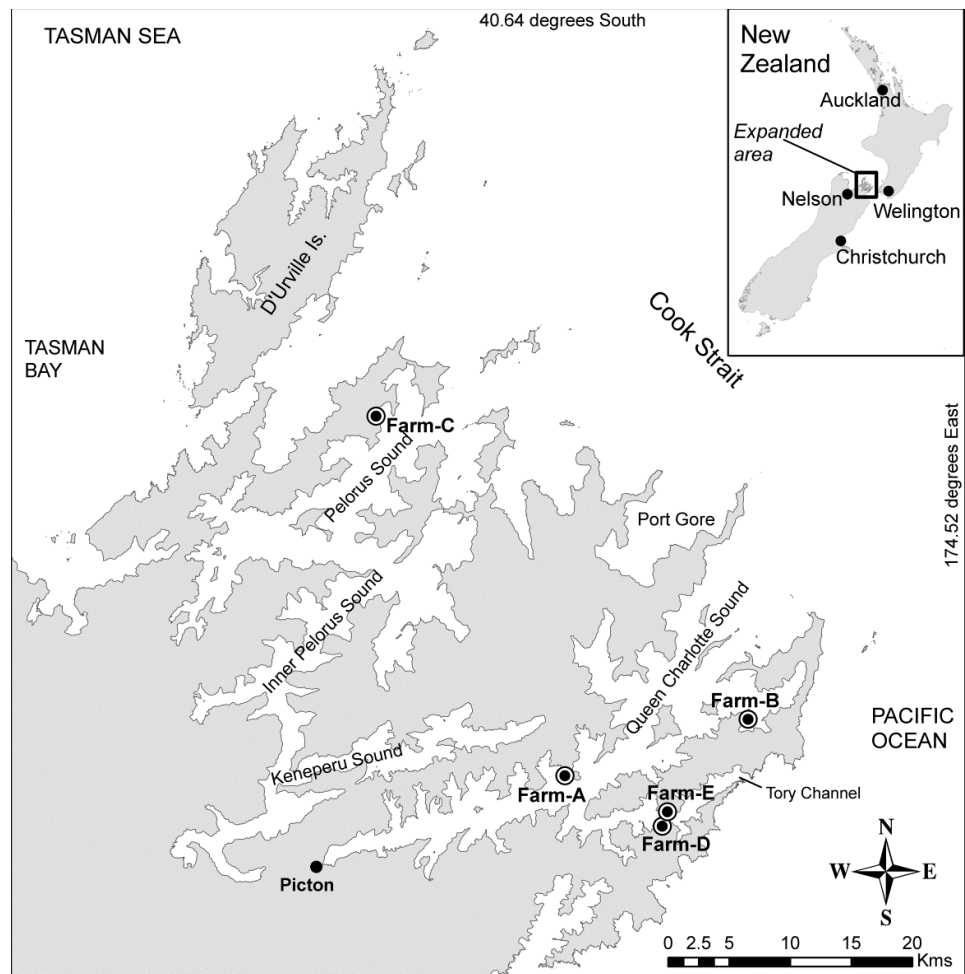 40.64 degrees South
TASMAN SEA
New
Zealand
Auckland
Expanded
area
Nelson
Welington
Christchurch
D'Urville Is.
Cook Strait
TASMAN
BAY
Farm-C
Pelorus Sound
174.52 degrees East
Port Gore
Inner Pelorus Sound
Queen Charlotte Sound
Farm-B
PACIFIC
OCEAN
Keneperu Sound
Farm-A
Farm-E
Tory Channel
Farm-D
Picton
N
W E
S
0 2.5 5 10 15 20
Kms